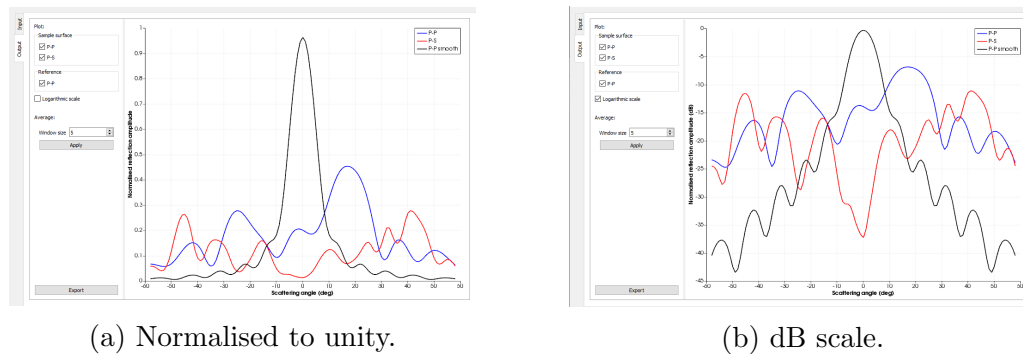 Input
Output
Plot:
Sample surface
P-P
P-S
Reference
P-P
Logarithmic scale
Average:
Window size 5
Apply
Export
Normalised reflection amplitude
1
0.9
0.8
0.7
0.6
0.5
0.4
0.3
0.2
0.1
0
-60 -50 -40 -30 -20 -10 0 10 20 30 40 50 60
Scattering angle (deg)
P-P
P-S
P-P smooth
(a) Normalised to unity.
Input
Output
Plot:
Sample surface
P-P
P-S
Reference
P-P
Logarithmic scale
Average:
Window size 5
Apply
Export
Normalised reflection amplitude (dB)
0
-5
-10
-15
-20
-25
-30
-35
-40
-45
-60 -50 -40 -30 -20 -10 0 10 20 30 40 50 60
Scattering angle (deg)
P-P
P-S
P-P smooth
(b) dB scale.